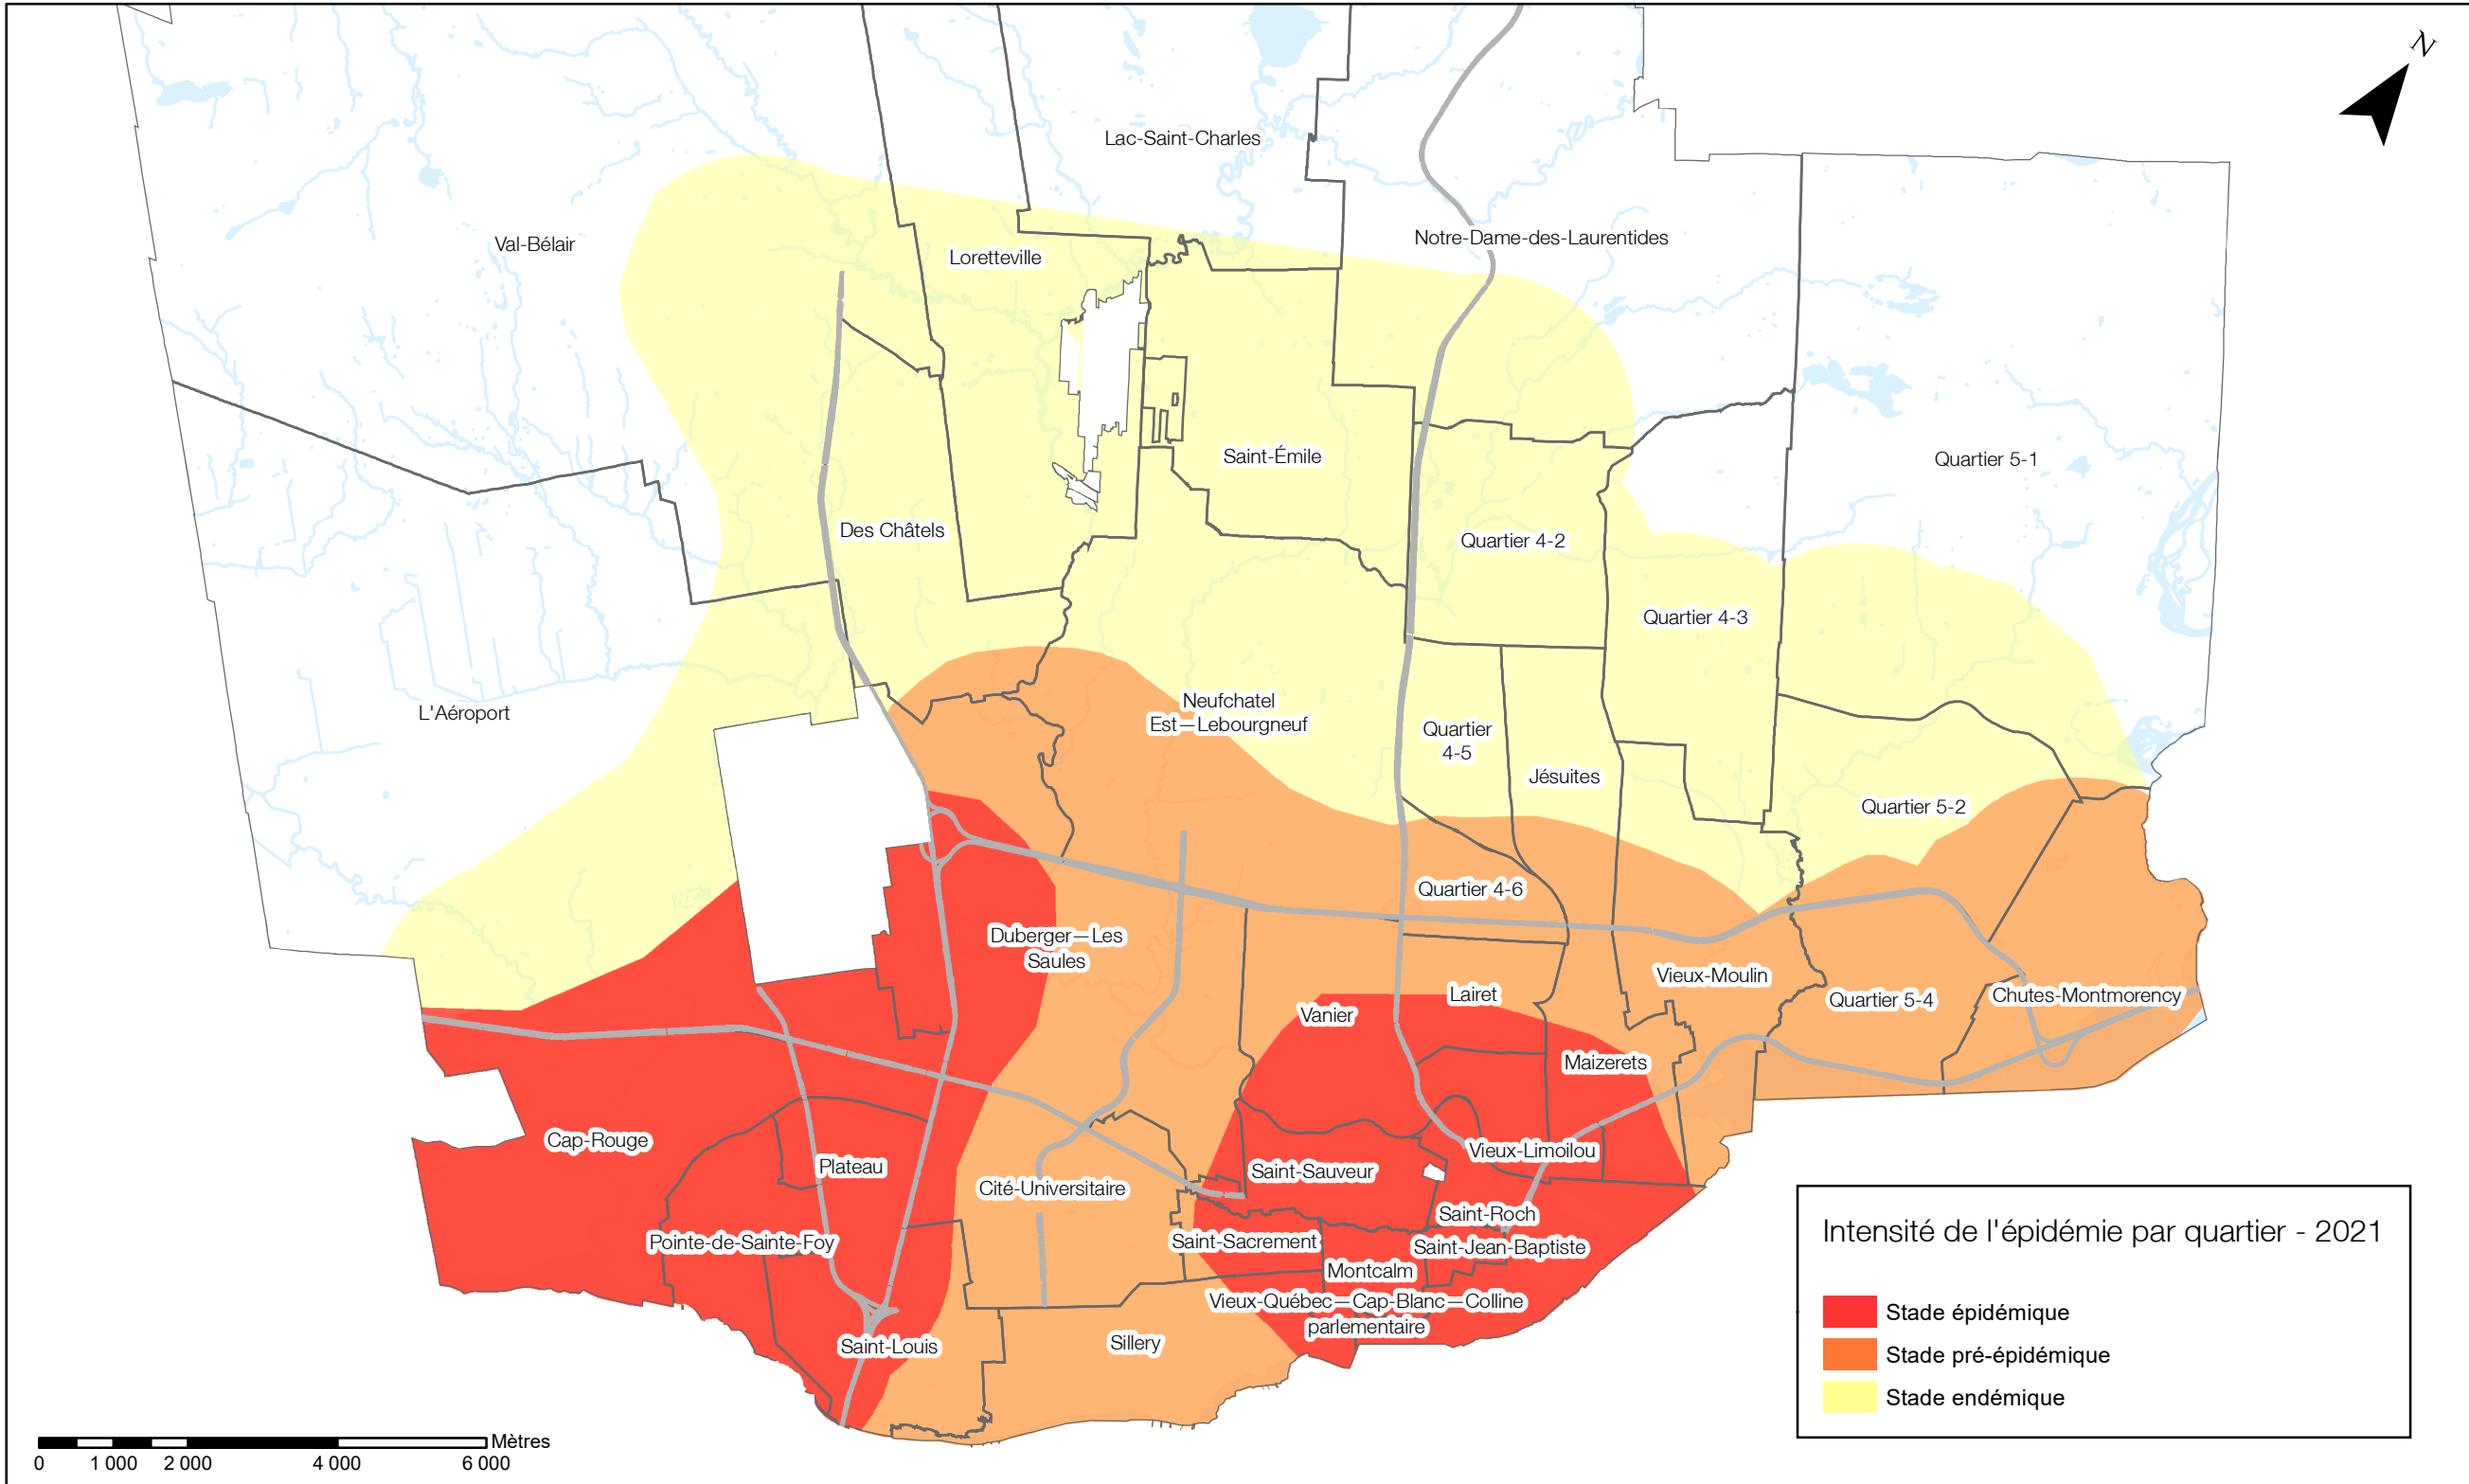 N
Lac-Saint-Charles
Val-Bélair
Loretteville
Notre-Dame-des-Laurentides
Saint-Émile
Quartier 5-1
Des Châtels
Quartier 4-2
Quartier 4-3
L'Aéroport
Neufchatel
Est—Lebourgneuf
Quartier
4-5
Jésuites
Quartier 5-2
Quartier 4-6
Duberger—Les
Saules
Vieux-Moulin
Lairet
Quartier 5-4
Chutes-Montmorency
Vanier
Maizerets
Cap-Rouge
Plateau
Vieux-Limoilou
Saint-Sauveur
Cité-Universitaire
Saint-Roch
Pointe-de-Sainte-Foy
Saint-Sacrement
Saint-Jean-Baptiste
Montcalm
Vieux-Québec—Cap-Blanc—Colline
parlementaire
Sillery
Saint-Louis
Intensité de l'épidémie par quartier - 2021
Stade épidémique
Stade pré-épidémique
Stade endémique
Mètres
0 1 000 2 000 4 000 6 000